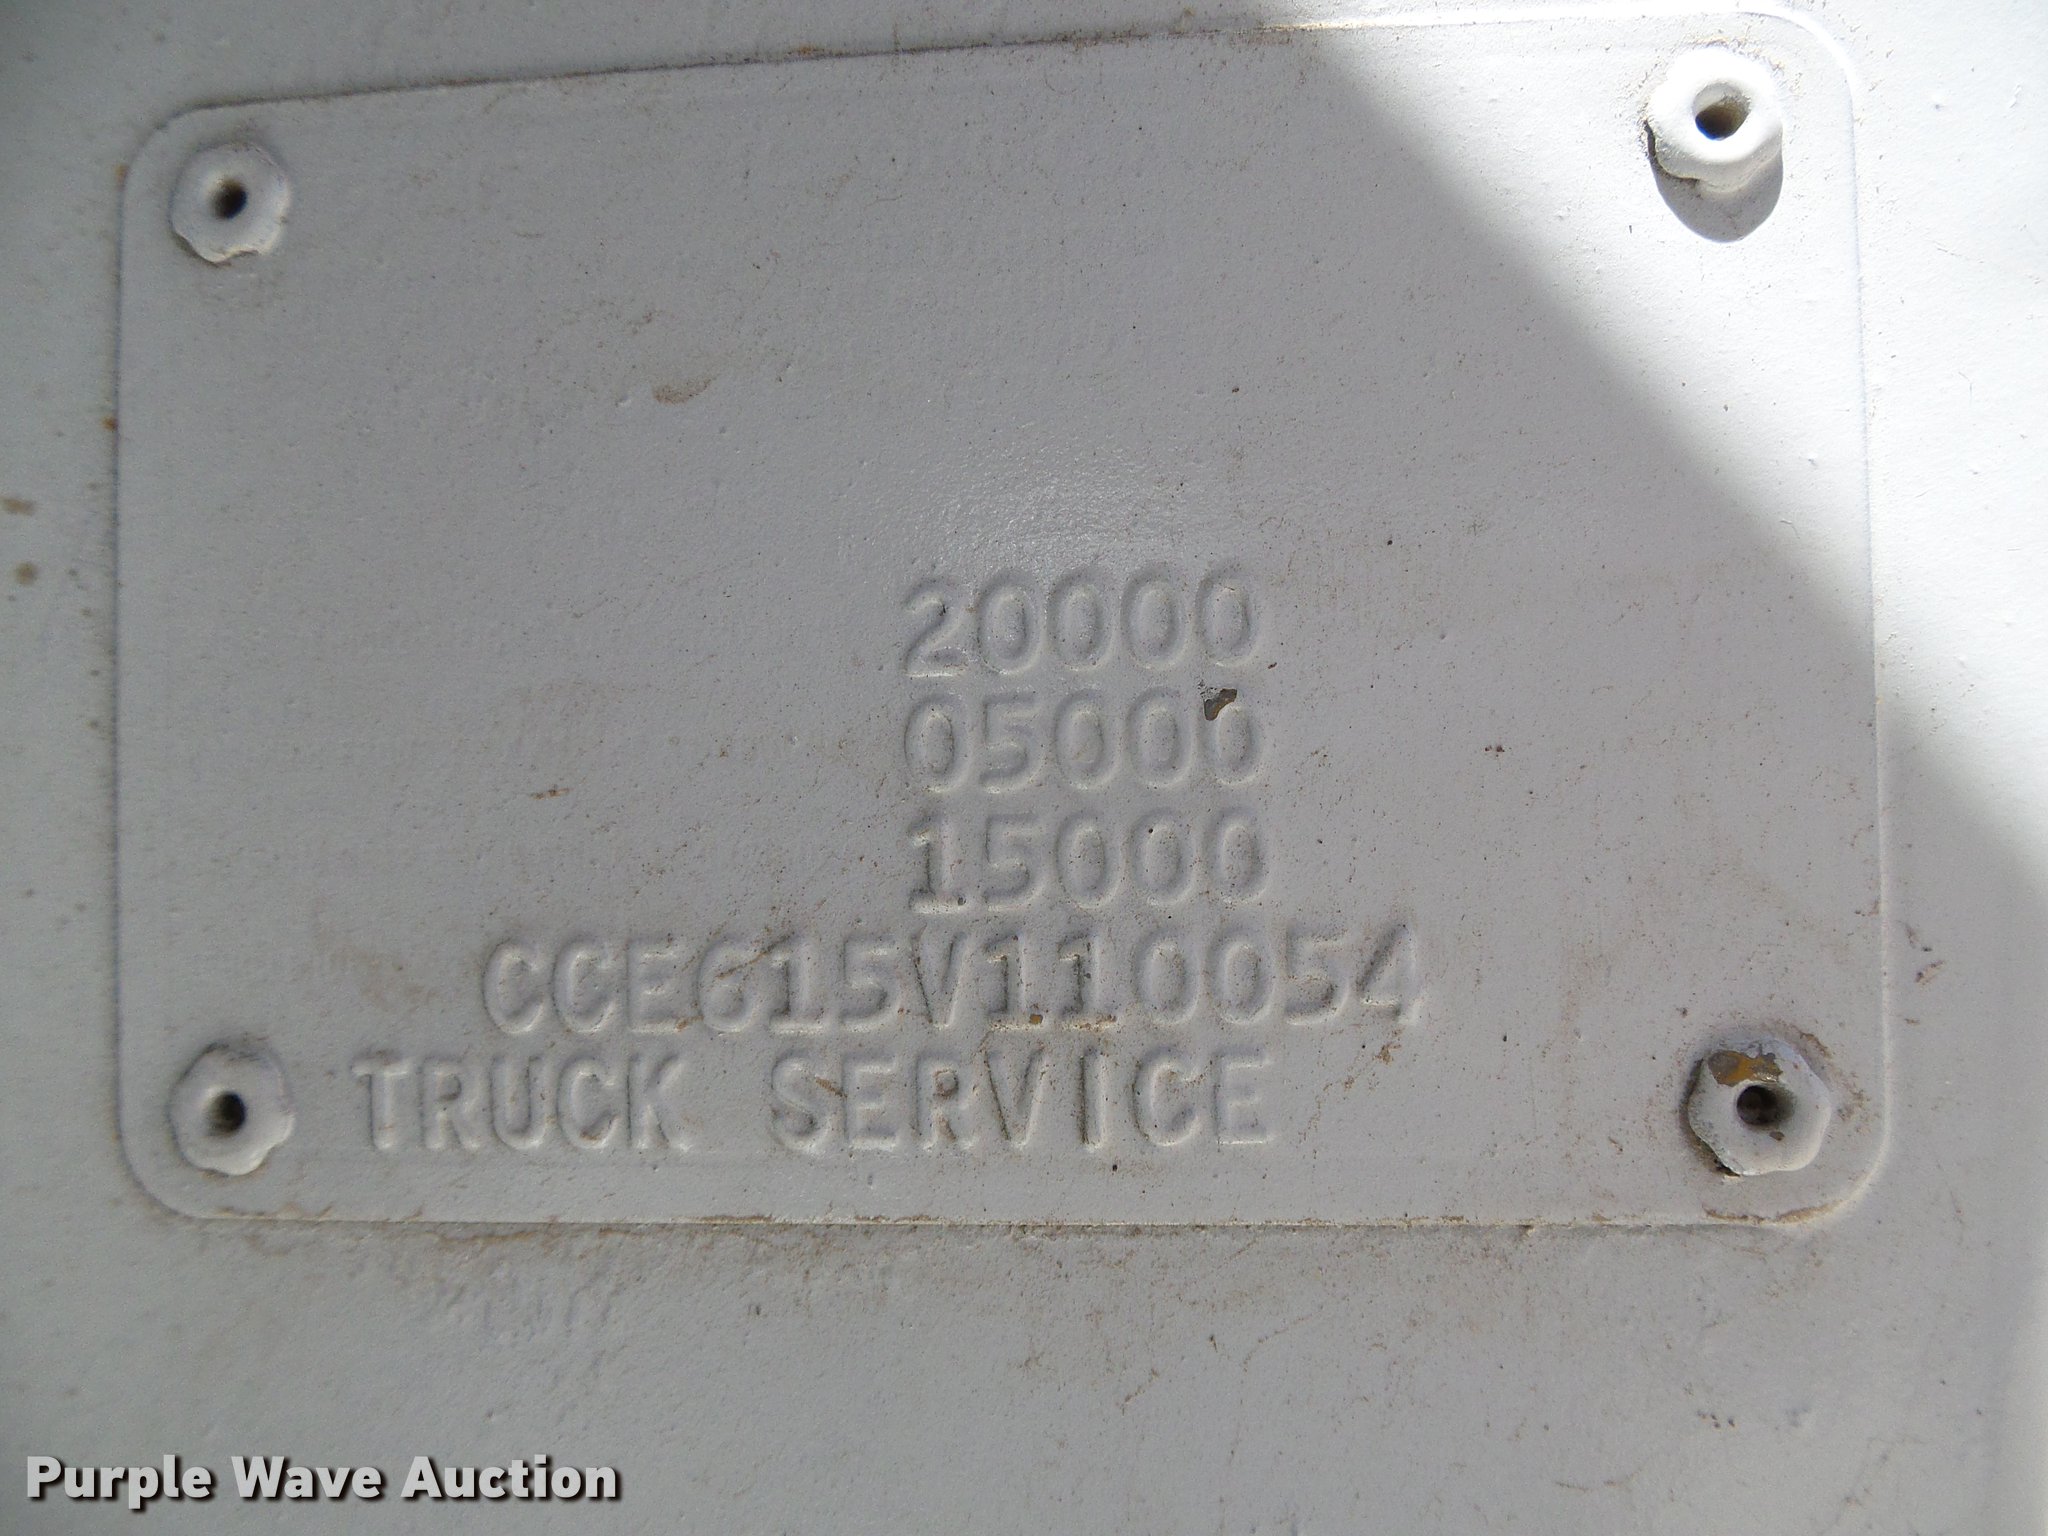 20000
05000
15000
CCE615V110054
TRUCK SERVICE
Purple Wave Auction